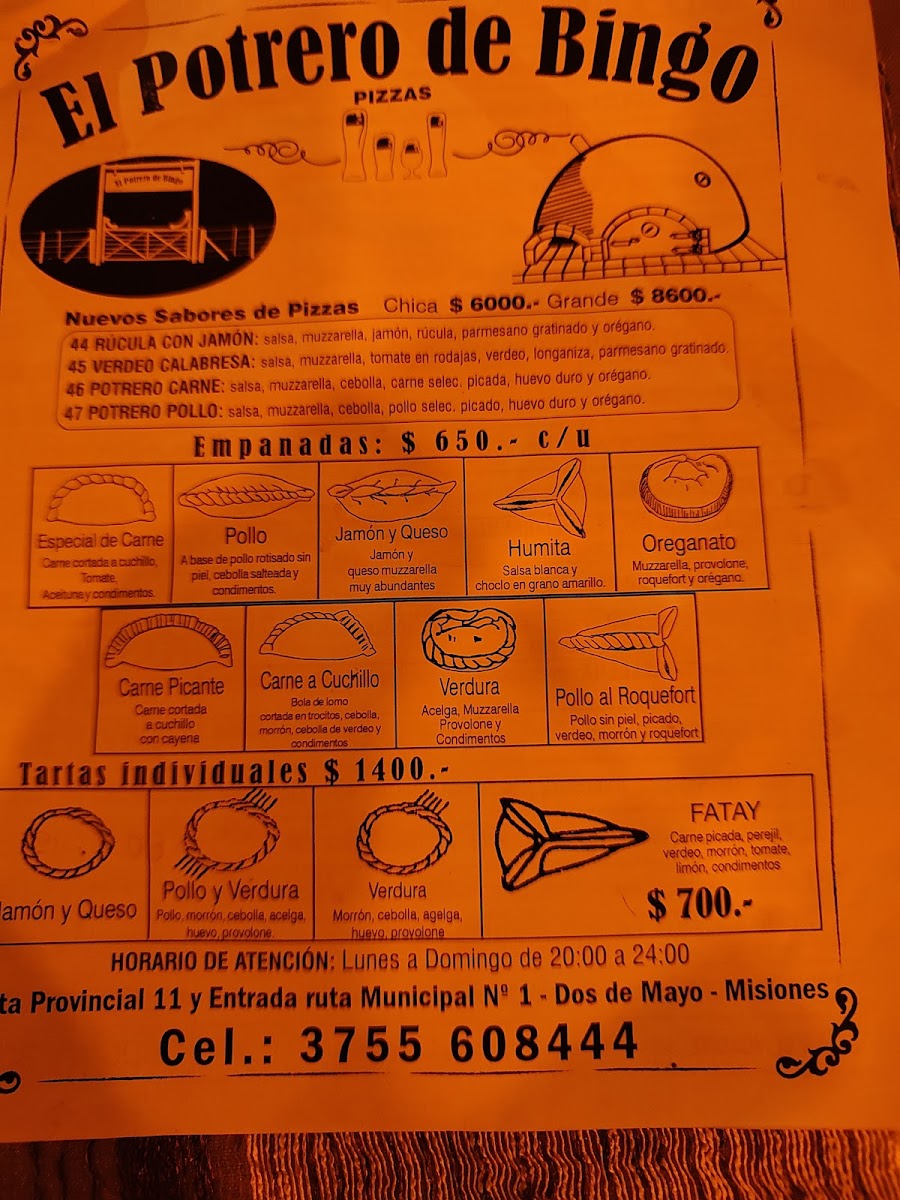 El Potrero de Bingo
PIZZAS
El Potrero de Bingo
Nuevos Sabores de Pizzas Chica $ 6000.- Grande $ 8600.-
44 RÚCULA CON JAMÓN: salsa, muzzarella, jamón, rúcula, parmesano gratinado y orégano.
45 VERDEO CALABRESA: salsa, muzzarella, tomate en rodajas, verdeo, longaniza, parmesano gratinado.
46 POTRERO CARNE: salsa, muzzarella, cebolla, carne selec. picada, huevo duro y orégano.
47 POTRERO POLLO: salsa, muzzarella, cebolla, pollo selec. picado, huevo duro y orégano.
Empanadas: $ 650.- c/u
Especial de Carne
Carne cortada a cuchillo,
Tomate,
Aceituna y condimentos.
Pollo
A base de pollo rotisado sin
piel, cebolla salteada y
condimentos.
Jamón y Queso
Jamón y
queso muzzarella
muy abundantes
Humita
Salsa blanca y
choclo en grano amarillo.
Oreganato
Muzzarella, provolone,
roquefort y orégano.
Carne Picante
Carne cortada
a cuchillo
con cayena
Carne a Cuchillo
Bola de lomo
cortada en trocitos, cebolla,
morrón, cebolla de verdeo y
condimentos
Verdura
Acelga, Muzzarella
Provolone y
Condimentos
Pollo al Roquefort
Pollo sin piel, picado,
verdeo, morrón y roquefort
Tartas individuales $ 1400.-
Jamón y Queso
Pollo y Verdura
Pollo, morrón, cebolla, acelga,
huevo, provolone.
Verdura
Morrón, cebolla, agelga,
huevo, provolone
FATAY
Carne picada, perejil,
verdeo, morrón, tomate,
limón, condimentos
$ 700.-
HORARIO DE ATENCIÓN: Lunes a Domingo de 20:00 a 24:00
ta Provincial 11 y Entrada ruta Municipal Nº 1 - Dos de Mayo - Misiones
Cel.: 3755 608444